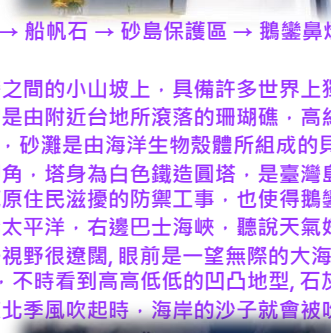 → 船帆石 → 砂島保護區 → 鵝鑾鼻
之間的小山坡上，具備許多世界上
是由附近台地所滾落的珊瑚礁，高
，砂灘是由海洋生物殼體所組成的
角，塔身為白色鐵造圓塔，是臺灣
原住民滋擾的防禦工事，也使得鵝
太平洋，右邊巴士海峽，聽說天氣
視野很遼闊, 眼前是一望無際的大海
，不時看到高高低低的凹凸地型, 石
北季風吹起時，海岸的沙子就會被